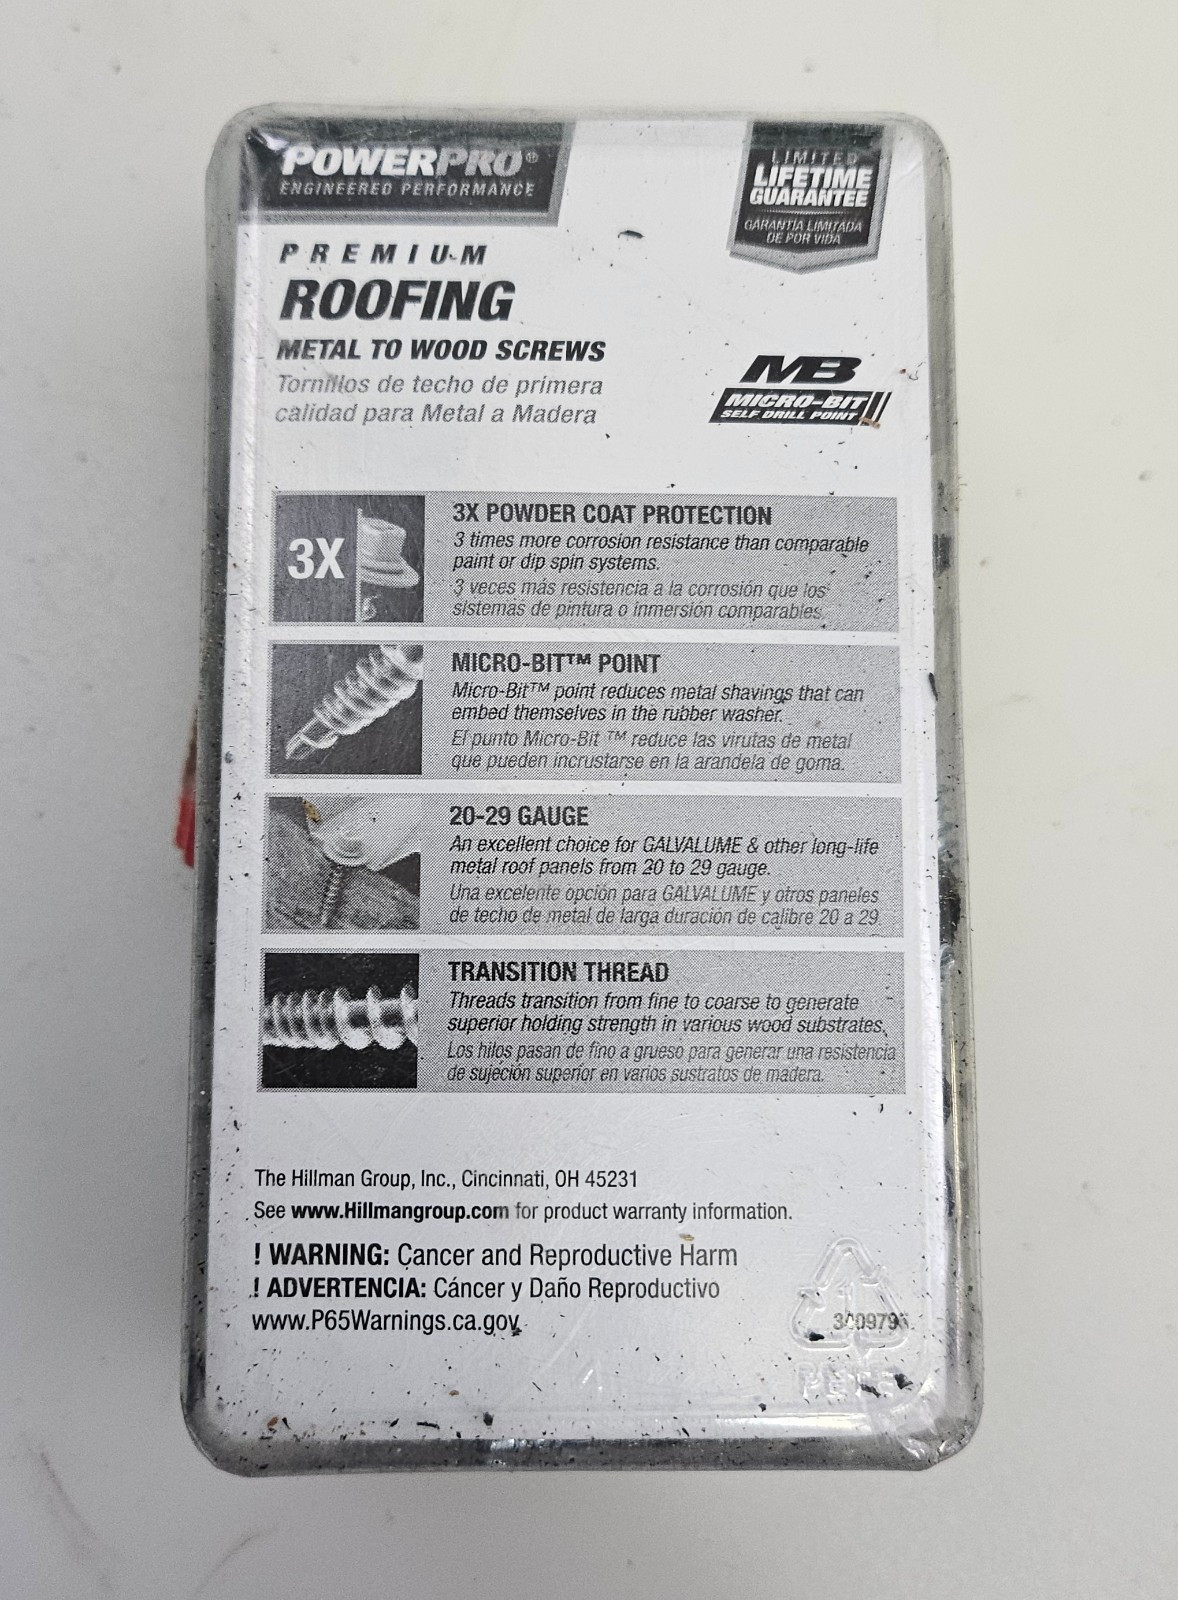 POWERPRO®
ENGINEERED PERFORMANCE
LIMITED
LIFETIME
GUARANTEE
GARANTÍA LIMITADA
DE POR VIDA
PREMIUM
ROOFING
METAL TO WOOD SCREWS
Tornillos de techo de primera
calidad para Metal a Madera
MB
MICRO-BIT
SELF DRILL POINT
3X
3X POWDER COAT PROTECTION
3 times more corrosion resistance than comparable
paint or dip spin systems.
3 veces más resistencia a la corrosión que los
sistemas de pintura o inmersión comparables.
MICRO-BIT™ POINT
Micro-Bit™ point reduces metal shavings that can
embed themselves in the rubber washer.
El punto Micro-Bit ™ reduce las virutas de metal
que pueden incrustarse en la arandela de goma.
20-29 GAUGE
An excellent choice for GALVALUME & other long-life
metal roof panels from 20 to 29 gauge.
Una excelente opción para GALVALUME y otros paneles
de techo de metal de larga duración de calibre 20 a 29
TRANSITION THREAD
Threads transition from fine to coarse to generate
superior holding strength in various wood substrates.
Los hilos pasan de fino a grueso para generar una resistencia
de sujeción superior en varios sustratos de madera.
The Hillman Group, Inc., Cincinnati, OH 45231
See www.Hillmangroup.com for product warranty information.
! WARNING: Cancer and Reproductive Harm
! ADVERTENCIA: Cáncer y Daño Reproductivo
www.P65Warnings.ca.gov
1
PETE